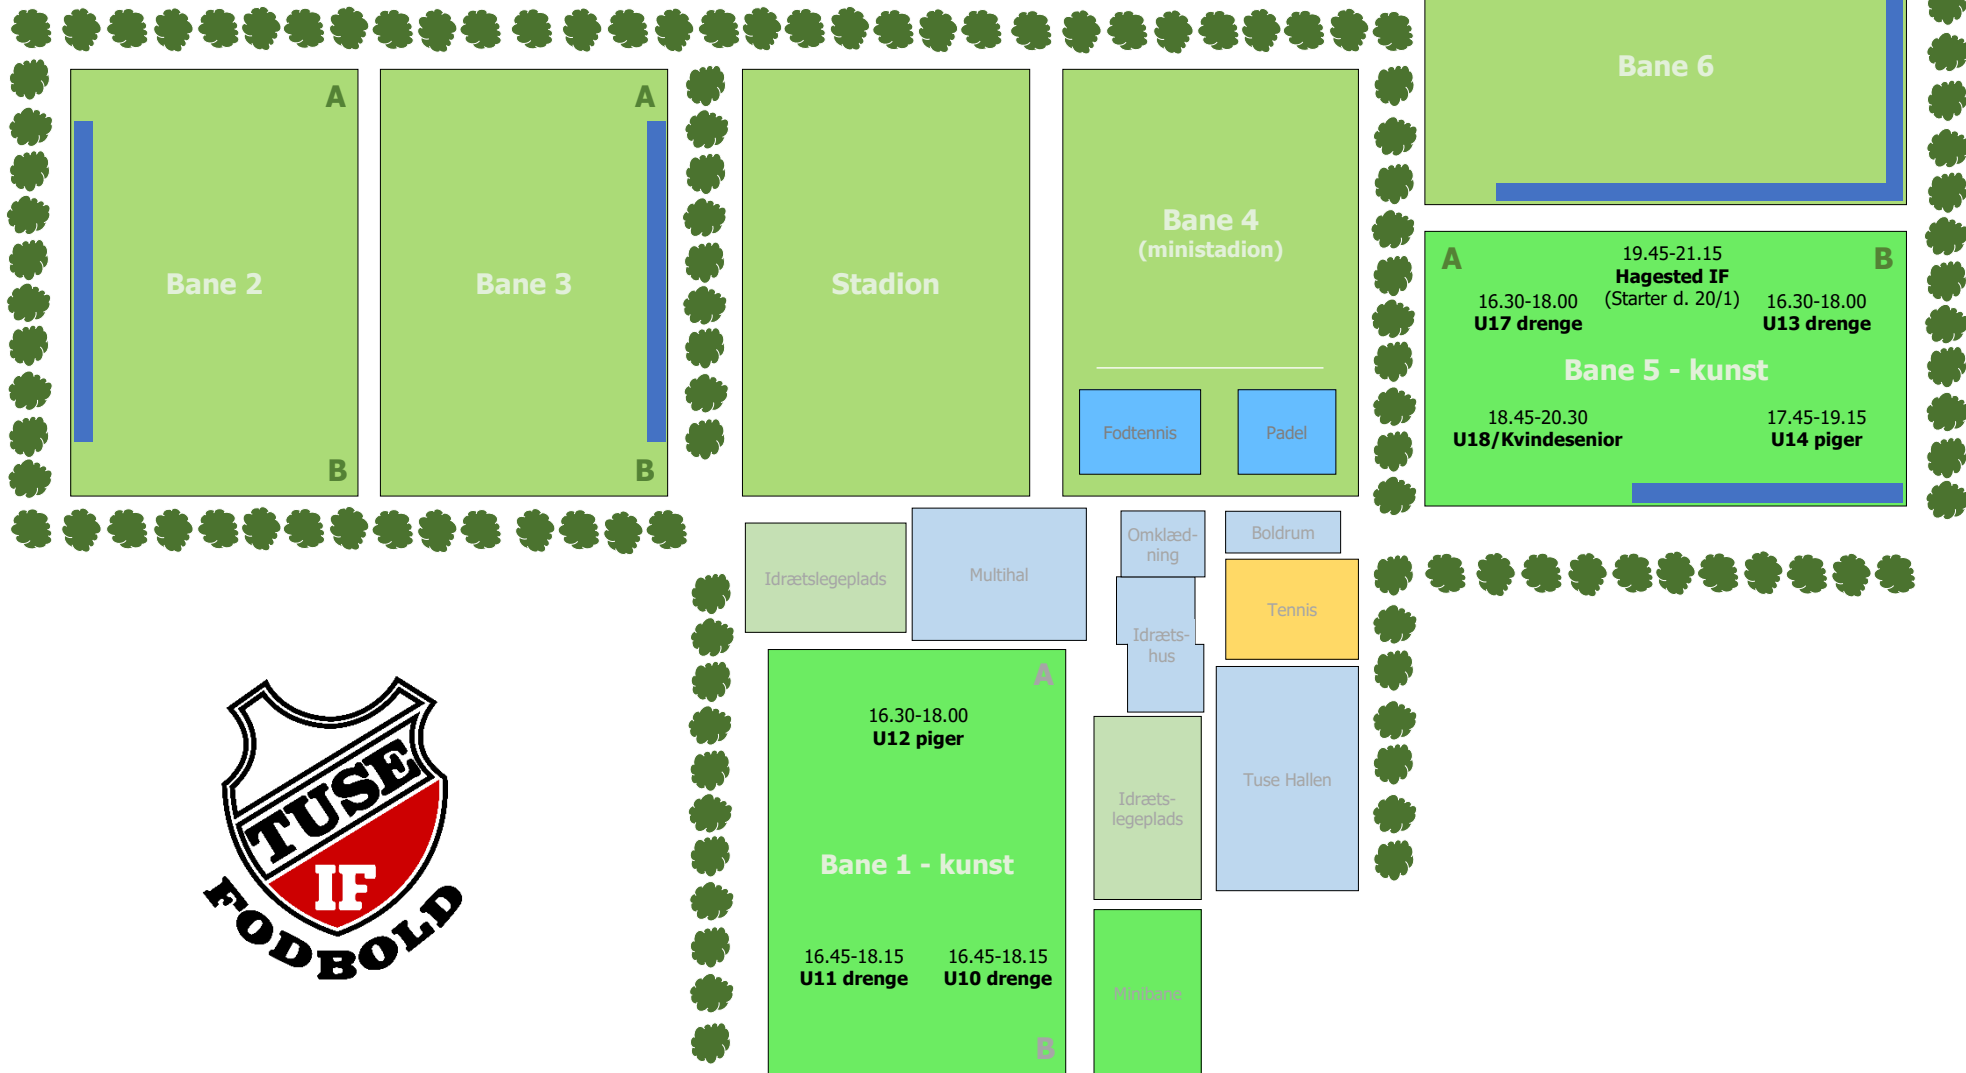 A
Bane 2
B
A
Bane 3
B
Stadion
Bane 4
(ministadion)
Fodtennis
Padel
Bane 6
A
19.45-21.15
Hagested IF
(Starter d. 20/1)
B
16.30-18.00
U17 drenge
16.30-18.00
U13 drenge
Bane 5 - kunst
18.45-20.30
U18/Kvindesenior
17.45-19.15
U14 piger
Idrætslegeplads
Multihal
Omklæd-
ning
Boldrum
Idræts-
hus
Tennis
Tuse Hallen
Idræts-
legeplads
Minibane
A
16.30-18.00
U12 piger
Bane 1 - kunst
16.45-18.15
U11 drenge
16.45-18.15
U10 drenge
B
TUSE
IF
FODBOLD